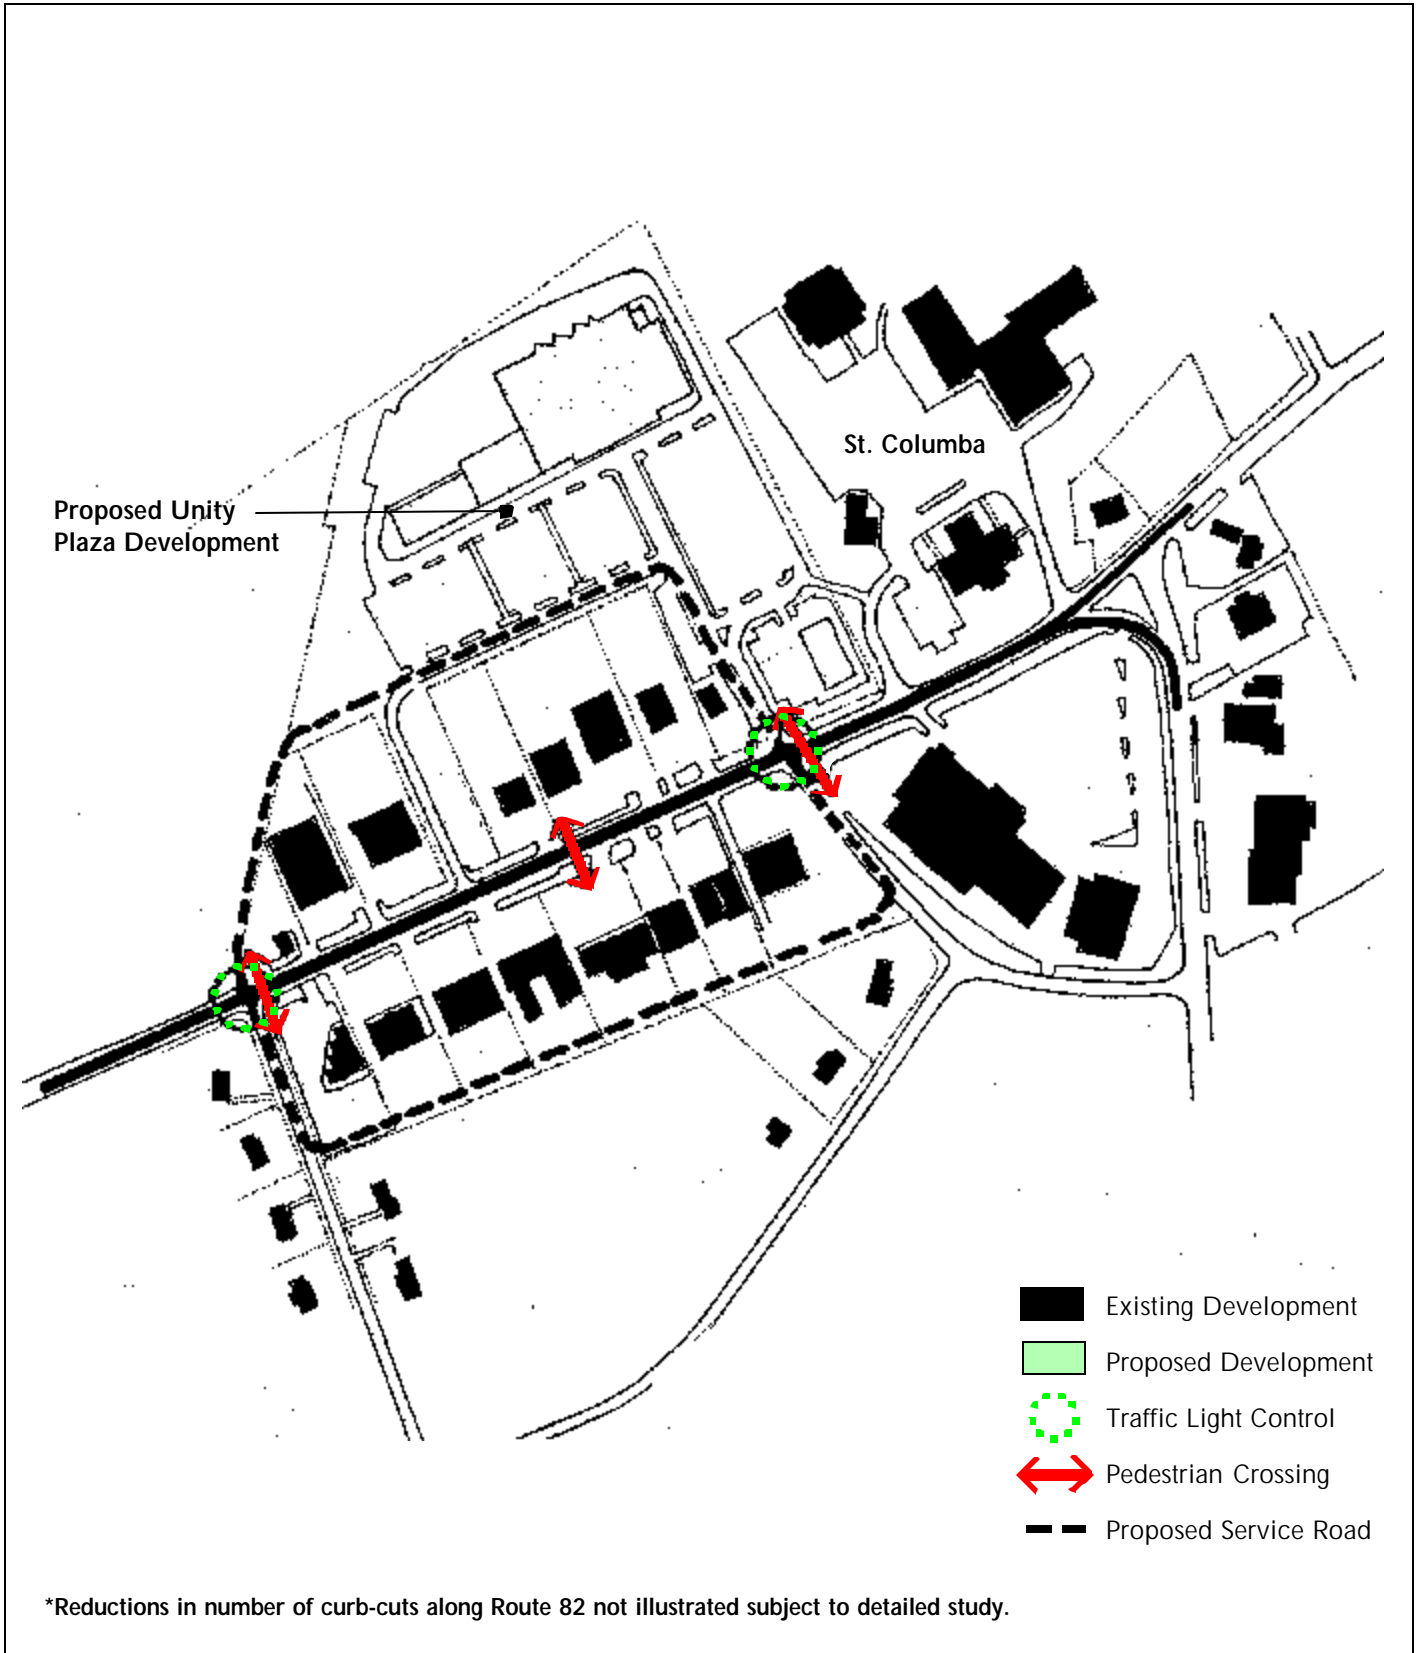 St. Columba
Proposed Unity
Plaza Development
Existing Development
Proposed Development
Traffic Light Control
Pedestrian Crossing
Proposed Service Road
*Reductions in number of curb-cuts along Route 82 not illustrated subject to detailed study.